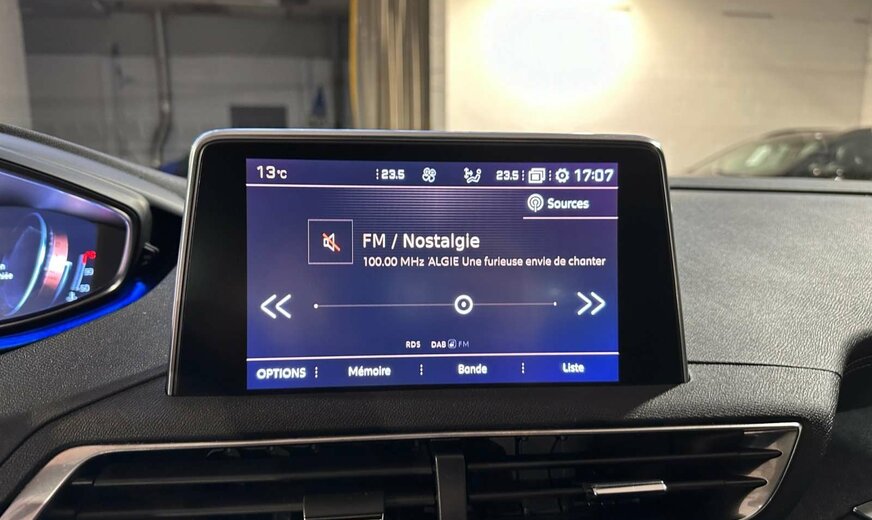 13°C 23.5 23.5 17:07
Sources
FM / Nostalgie
100.00 MHz 'ALGIE Une furieuse envie de chanter
RDS DAB FM
OPTIONS Mémoire Bande Liste